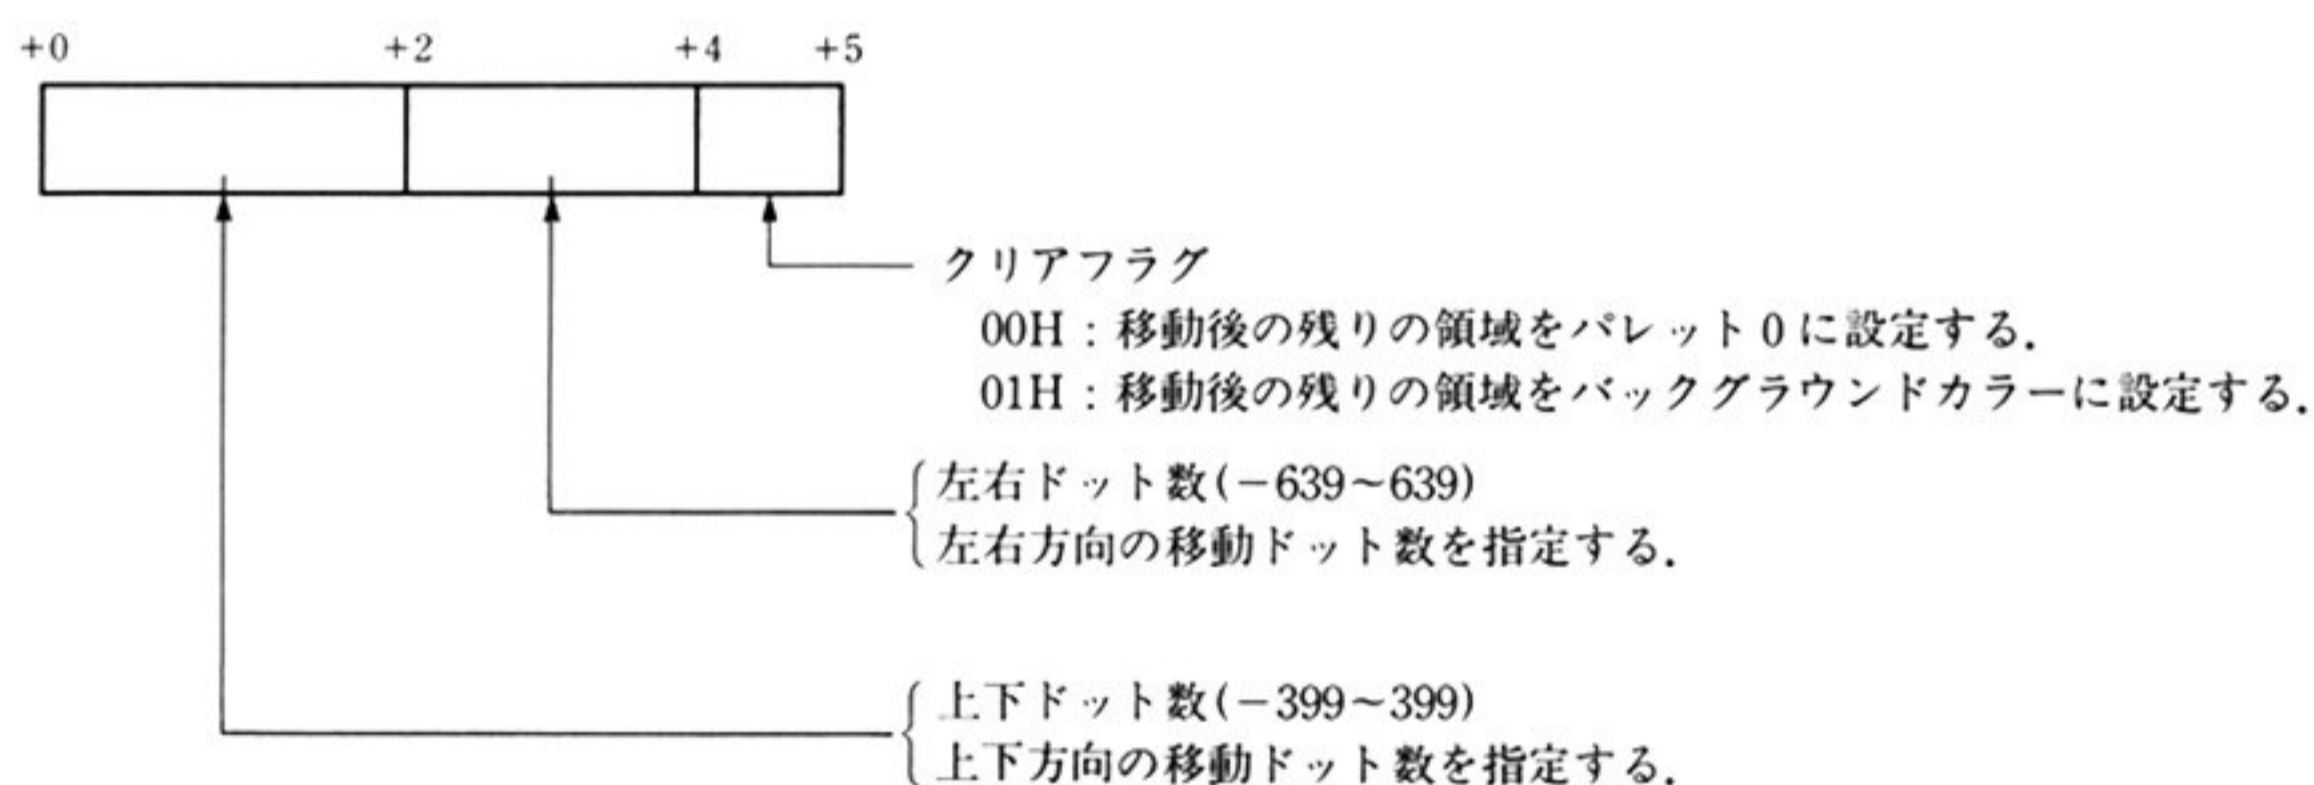 +0 +2 +4 +5
クリアフラグ
00H：移動後の残りの領域をパレット0に設定する．
01H：移動後の残りの領域をバックグラウンドカラーに設定する．
左右ドット数(−639～639)
左右方向の移動ドット数を指定する．
上下ドット数(−399～399)
上下方向の移動ドット数を指定する．